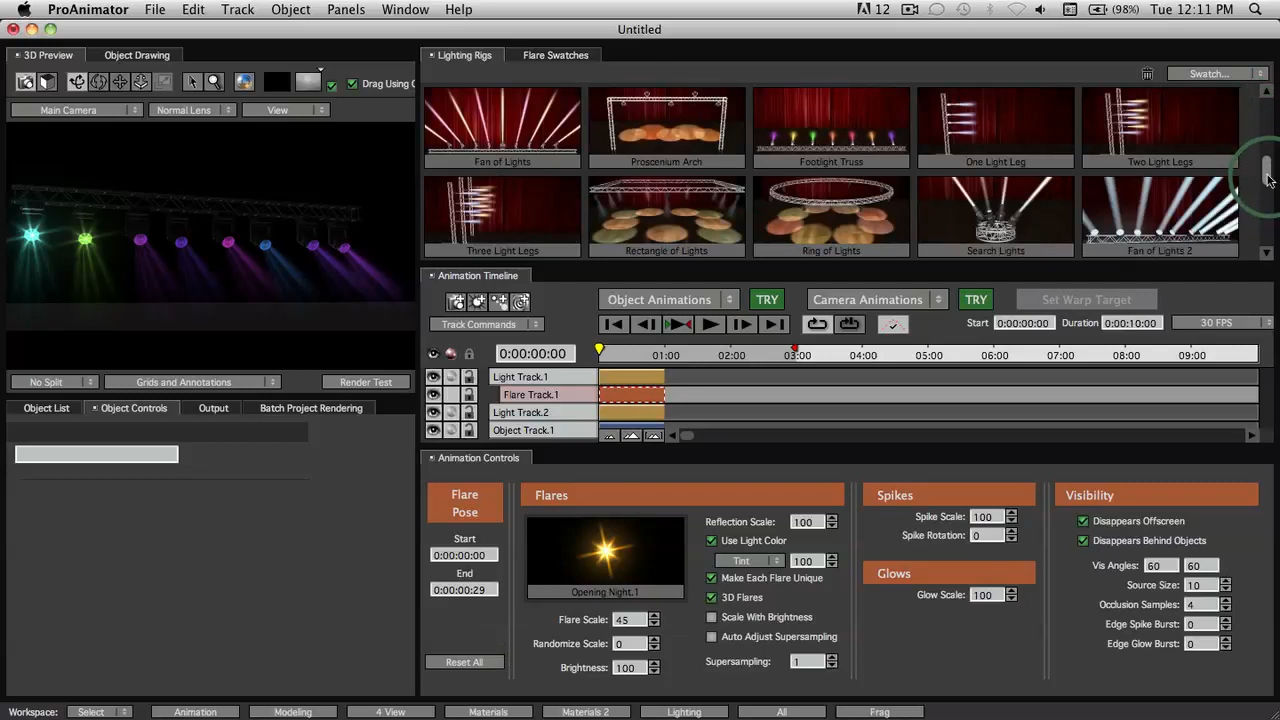 ProAnimator File Edit Track Object Panels Window Help 12 (98%) Tue 12:11 PM
Untitled
3D Preview Object Drawing Lighting Rigs Flare Swatches
Swatch...
Drag Using
Main Camera Normal Lens View
Fan of Lights Proscenium Arch Footlight Truss One Light Leg Two Light Legs
Three Light Legs Rectangle of Lights Ring of Lights Search Lights Fan of Lights 2
Animation Timeline
Object Animations TRY Camera Animations TRY Set Warp Target
Track Commands Start 0:00:00:00 Duration 0:00:10:00 30 FPS
0:00:00:00 01:00 02:00 03:00 04:00 05:00 06:00 07:00 08:00 09:00
No Split Grids and Annotations Render Test
Light Track.1
Flare Track.1
Light Track.2
Object Track.1
Object List Object Controls Output Batch Project Rendering
Animation Controls
Flare Pose
Start
0:00:00:00
End
0:00:00:29
Reset All
Flares
Opening Night.1
Flare Scale: 45
Randomize Scale: 0
Brightness: 100
Reflection Scale: 100
Use Light Color
Tint 100
Make Each Flare Unique
3D Flares
Scale With Brightness
Auto Adjust Supersampling
Supersampling: 1
Spikes
Spike Scale: 100
Spike Rotation: 0
Glows
Glow Scale: 100
Visibility
Disappears Offscreen
Disappears Behind Objects
Vis Angles: 60 60
Source Size: 10
Occlusion Samples: 4
Edge Spike Burst: 0
Edge Glow Burst: 0
Workspace: Select Animation Modeling 4 View Materials Materials 2 Lighting All Frag